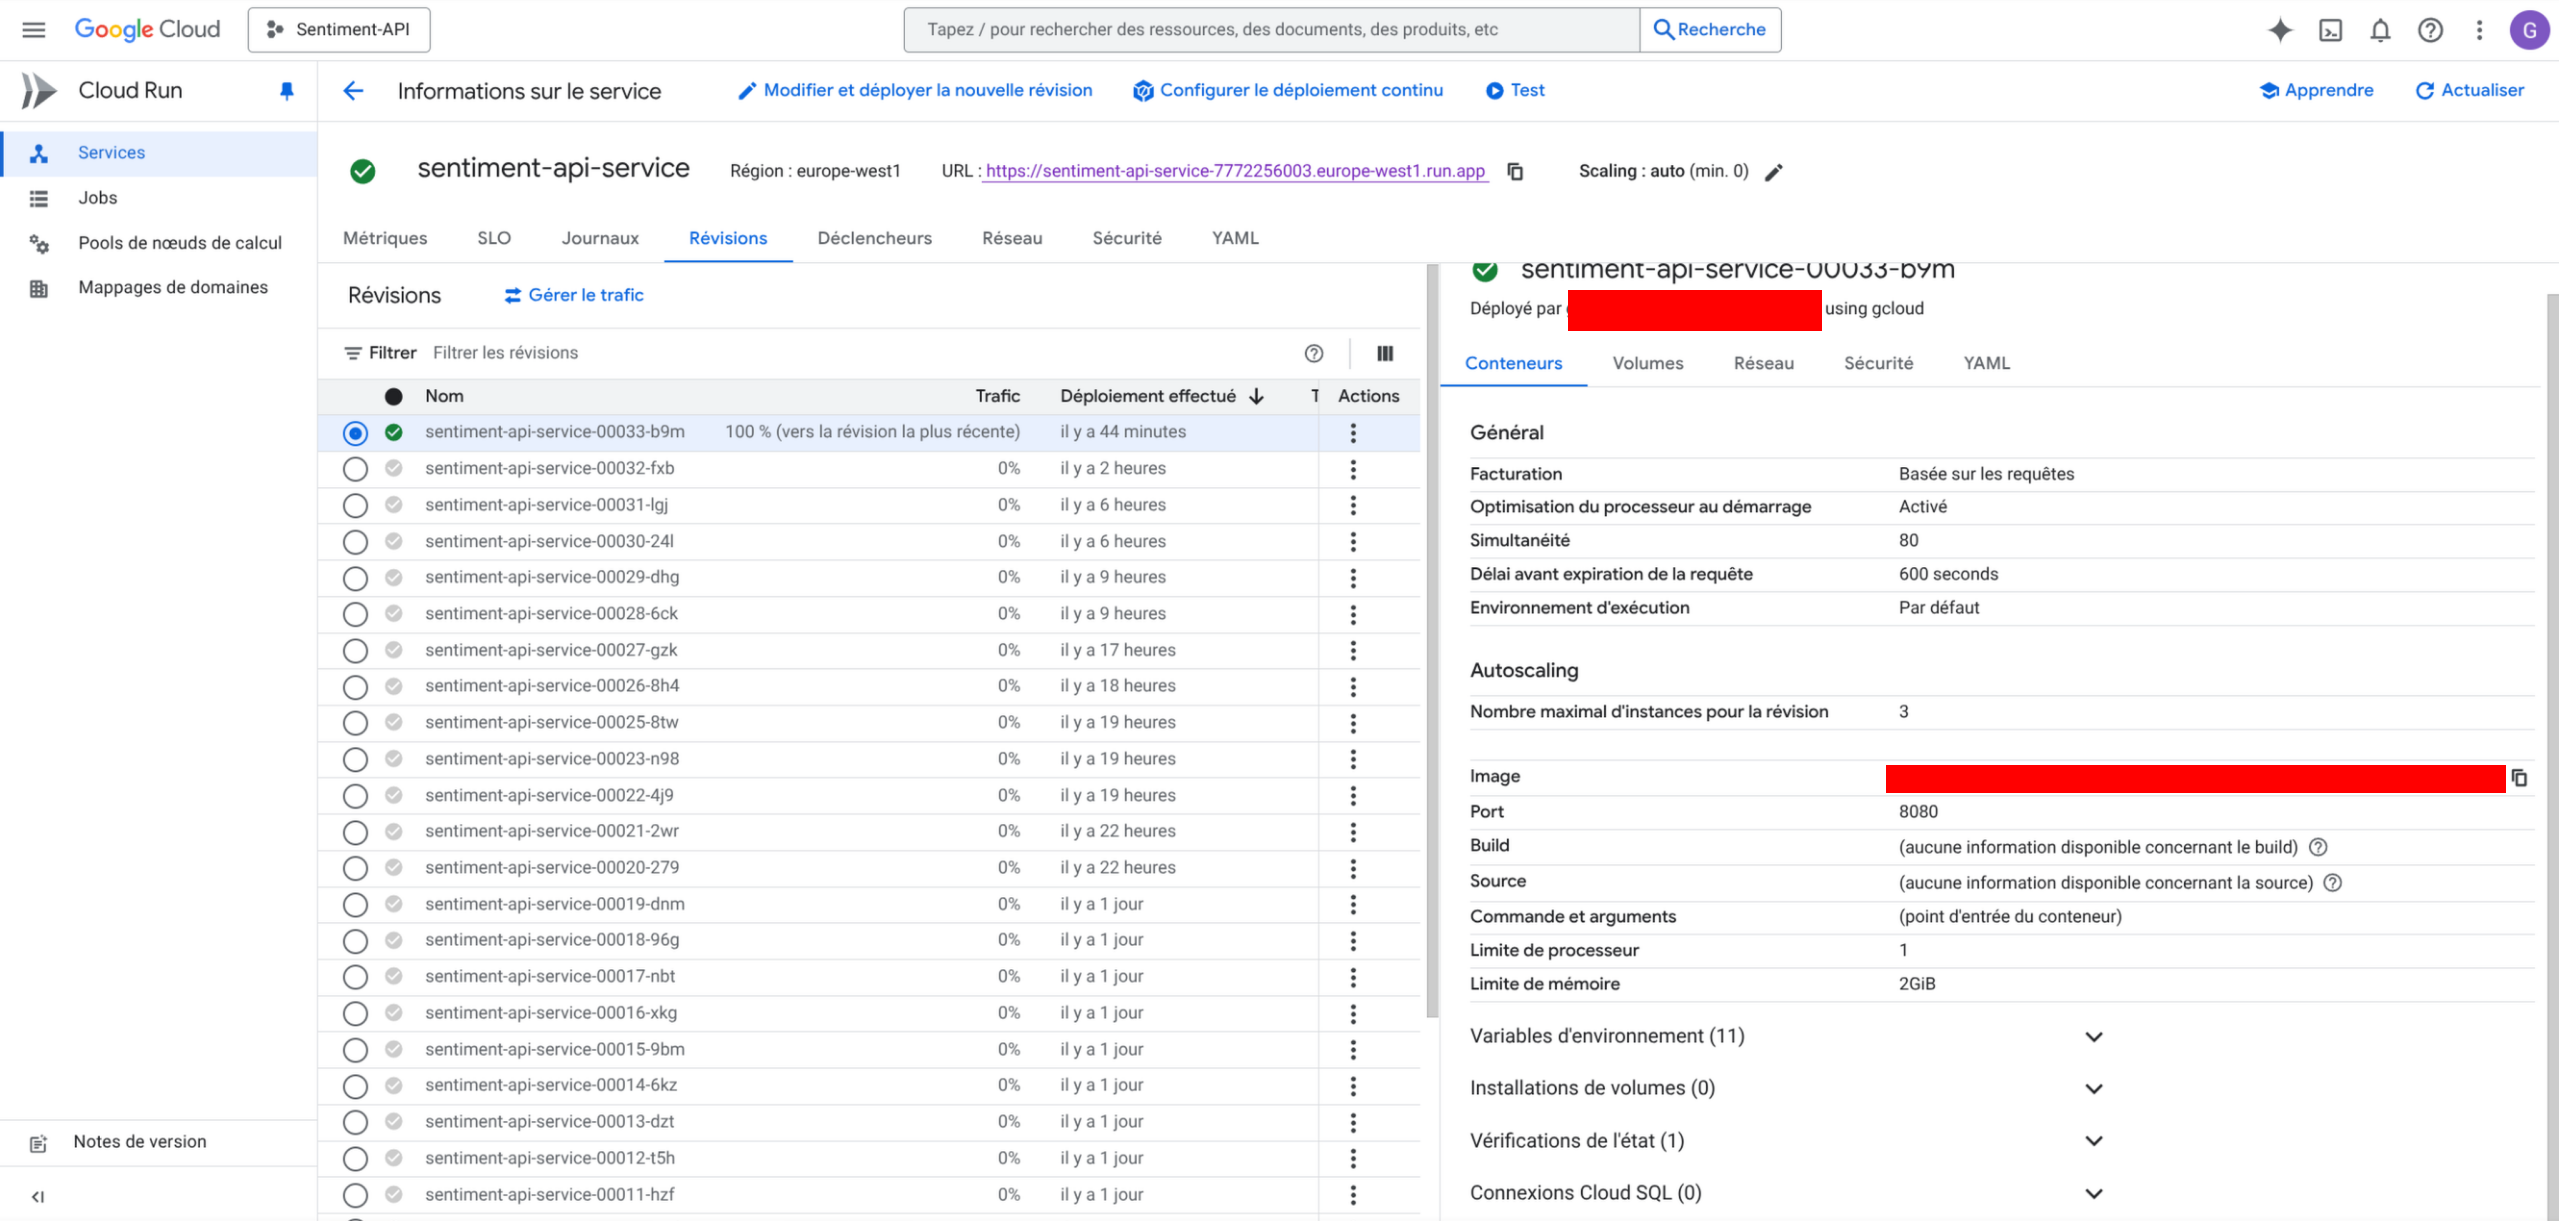 Google Cloud
Sentiment-API
Tapez / pour rechercher des ressources, des documents, des produits, etc
Recherche
G
Cloud Run
Informations sur le service
Modifier et déployer la nouvelle révision
Configurer le déploiement continu
Test
Apprendre
Actualiser
Services
Jobs
Pools de nœuds de calcul
Mappages de domaines
Notes de version
sentiment-api-service
Région : europe-west1
URL : https://sentiment-api-service-7772256003.europe-west1.run.app
Scaling : auto (min. 0)
Métriques
SLO
Journaux
Révisions
Déclencheurs
Réseau
Sécurité
YAML
Révisions
Gérer le trafic
Filtrer Filtrer les révisions
Nom Trafic Déploiement effectué T Actions
sentiment-api-service-00033-b9m 100 % (vers la révision la plus récente) il y a 44 minutes
sentiment-api-service-00032-fxb 0% il y a 2 heures
sentiment-api-service-00031-lgj 0% il y a 6 heures
sentiment-api-service-00030-24l 0% il y a 6 heures
sentiment-api-service-00029-dhg 0% il y a 9 heures
sentiment-api-service-00028-6ck 0% il y a 9 heures
sentiment-api-service-00027-gzk 0% il y a 17 heures
sentiment-api-service-00026-8h4 0% il y a 18 heures
sentiment-api-service-00025-8tw 0% il y a 19 heures
sentiment-api-service-00023-n98 0% il y a 19 heures
sentiment-api-service-00022-4j9 0% il y a 19 heures
sentiment-api-service-00021-2wr 0% il y a 22 heures
sentiment-api-service-00020-279 0% il y a 22 heures
sentiment-api-service-00019-dnm 0% il y a 1 jour
sentiment-api-service-00018-96g 0% il y a 1 jour
sentiment-api-service-00017-nbt 0% il y a 1 jour
sentiment-api-service-00016-xkg 0% il y a 1 jour
sentiment-api-service-00015-9bm 0% il y a 1 jour
sentiment-api-service-00014-6kz 0% il y a 1 jour
sentiment-api-service-00013-dzt 0% il y a 1 jour
sentiment-api-service-00012-t5h 0% il y a 1 jour
sentiment-api-service-00011-hzf 0% il y a 1 jour
sentiment-api-service-00033-b9m
Déployé par using gcloud
Conteneurs
Volumes
Réseau
Sécurité
YAML
Général
Facturation Basée sur les requêtes
Optimisation du processeur au démarrage Activé
Simultanéité 80
Délai avant expiration de la requête 600 seconds
Environnement d'exécution Par défaut
Autoscaling
Nombre maximal d'instances pour la révision 3
Image
Port 8080
Build (aucune information disponible concernant le build)
Source (aucune information disponible concernant la source)
Commande et arguments (point d'entrée du conteneur)
Limite de processeur 1
Limite de mémoire 2GiB
Variables d'environnement (11)
Installations de volumes (0)
Vérifications de l'état (1)
Connexions Cloud SQL (0)